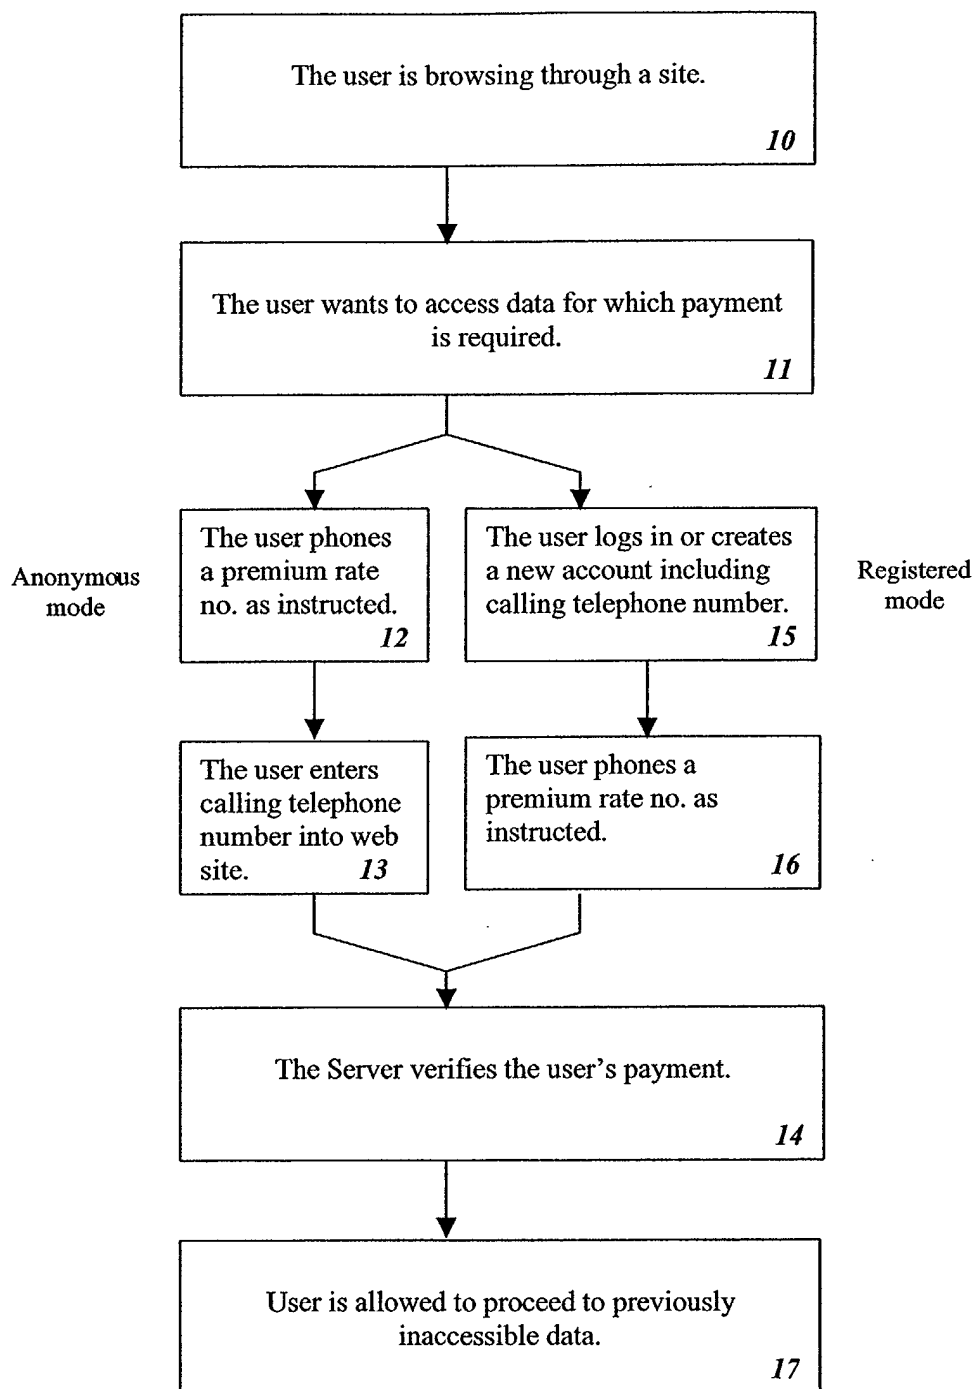 The user is browsing through a site.
10
The user wants to access data for which payment
is required.
11
Anonymous
mode
The user phones
a premium rate
no. as instructed.
12
The user logs in or creates
a new account including
calling telephone number.
15
Registered
mode
The user enters
calling telephone
number into web
site. 13
The user phones a
premium rate no. as
instructed.
16
The Server verifies the user's payment.
14
User is allowed to proceed to previously
inaccessible data.
17